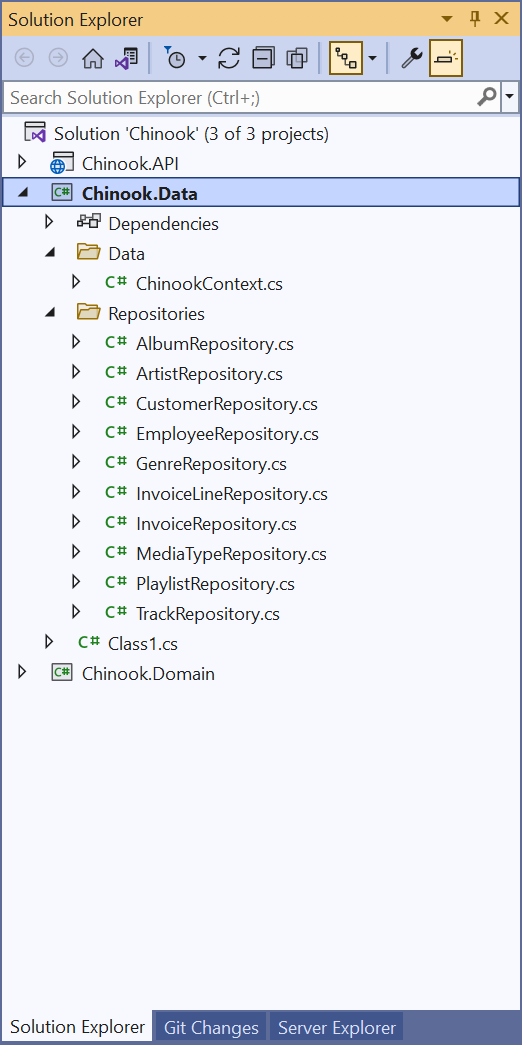 Solution Explorer
Search Solution Explorer (Ctrl+;)
Solution 'Chinook' (3 of 3 projects)
Chinook.API
C# Chinook.Data
Dependencies
Data
C# ChinookContext.cs
Repositories
C# AlbumRepository.cs
C# ArtistRepository.cs
C# CustomerRepository.cs
C# EmployeeRepository.cs
C# GenreRepository.cs
C# InvoiceLineRepository.cs
C# InvoiceRepository.cs
C# MediaTypeRepository.cs
C# PlaylistRepository.cs
C# TrackRepository.cs
C# Class1.cs
C# Chinook.Domain
Solution Explorer Git Changes Server Explorer